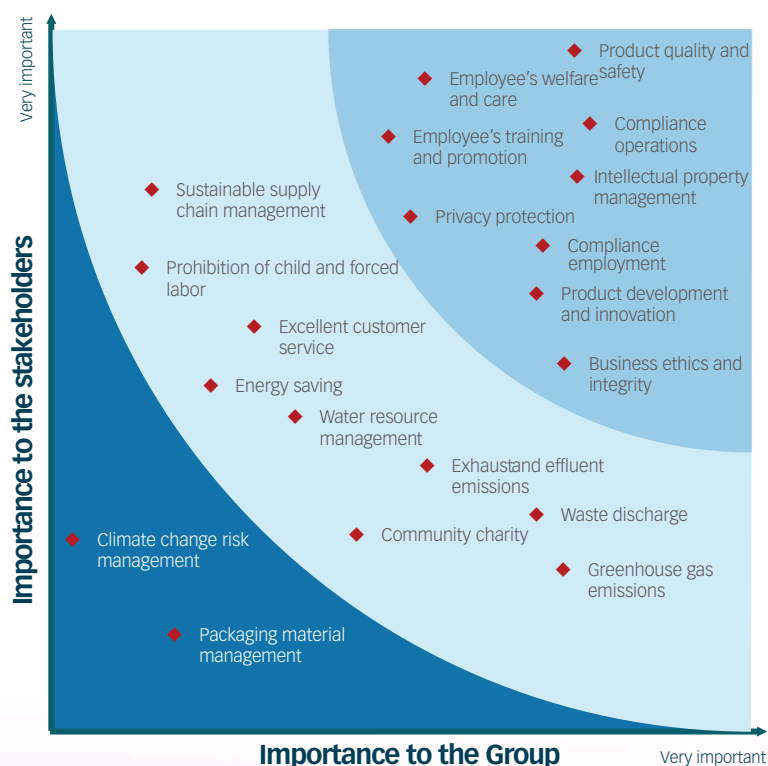 Very important
Importance to the stakeholders
Product quality and
safety
Employee's welfare
and care
Compliance
operations
Employee's training
and promotion
Intellectual property
management
Sustainable supply
chain management
Privacy protection
Compliance
employment
Prohibition of child and forced
labor
Product development
and innovation
Excellent customer
service
Business ethics and
integrity
Energy saving
Water resource
management
Exhaustand effluent
emissions
Waste discharge
Community charity
Climate change risk
management
Greenhouse gas
emissions
Packaging material
management
Importance to the Group
Very important